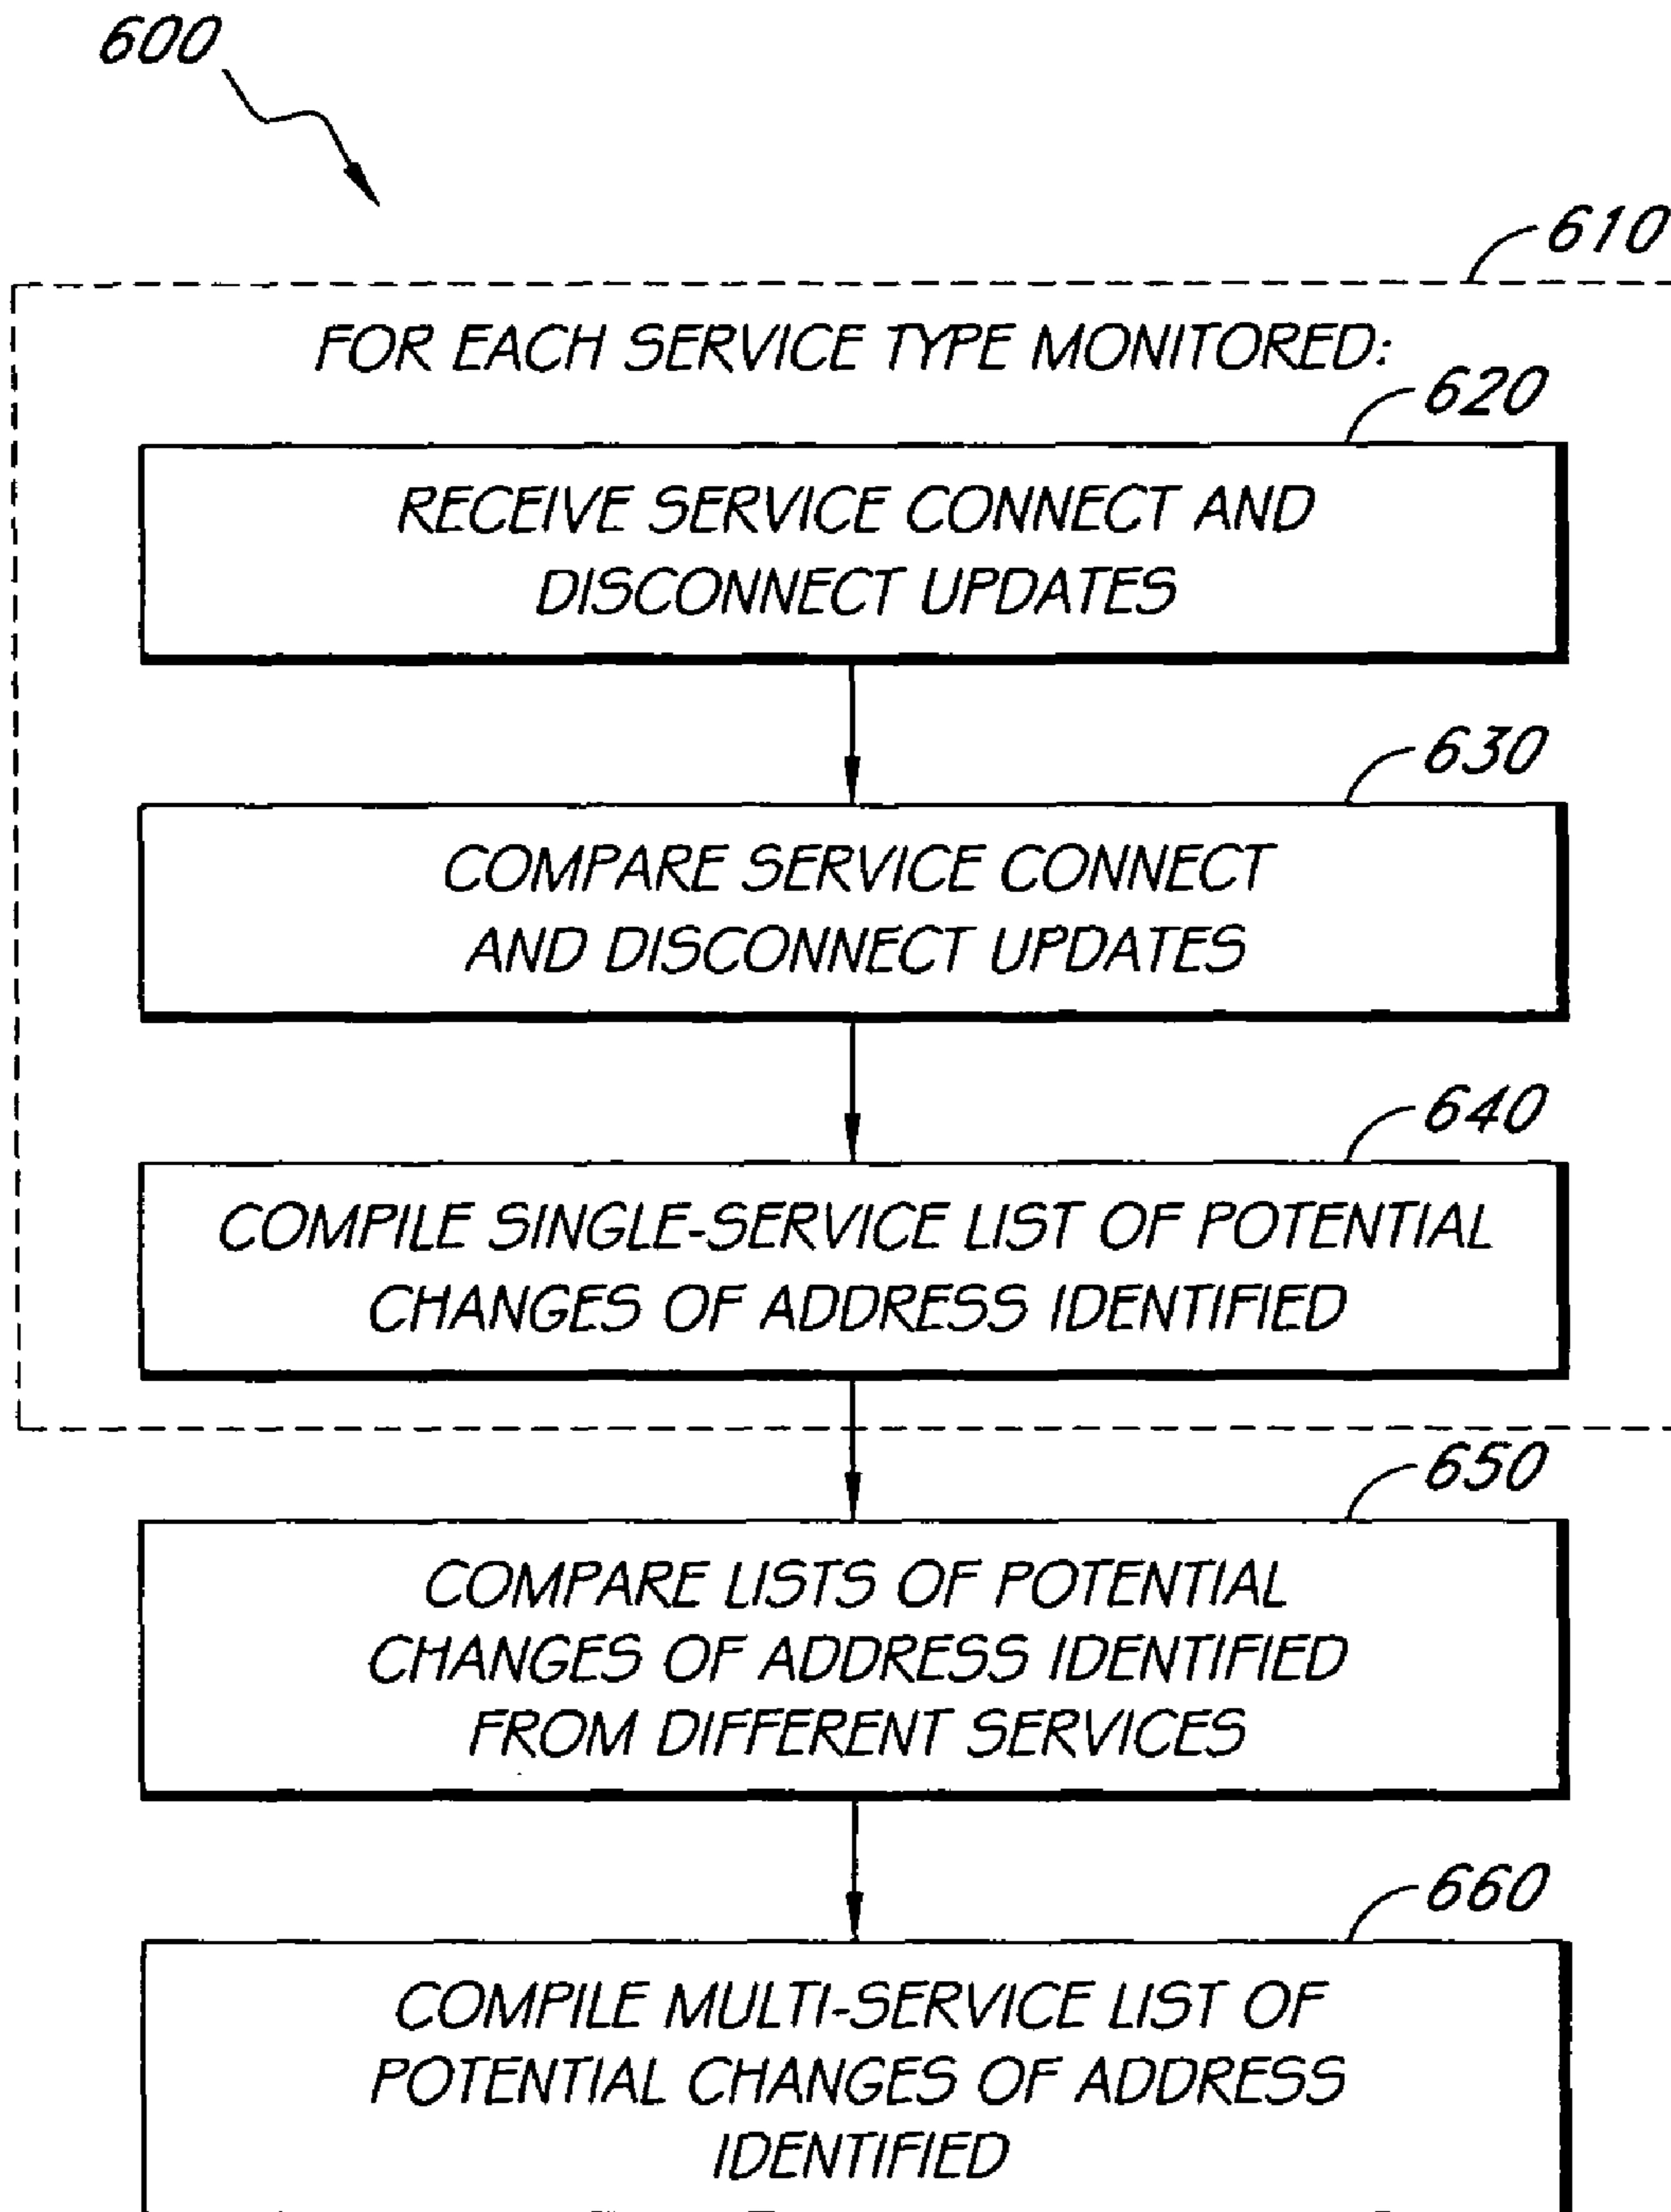 600
610
FOR EACH SERVICE TYPE MONITORED:
620
RECEIVE SERVICE CONNECT AND
DISCONNECT UPDATES
630
COMPARE SERVICE CONNECT
AND DISCONNECT UPDATES
640
COMPILE SINGLE-SERVICE LIST OF POTENTIAL
CHANGES OF ADDRESS IDENTIFIED
650
COMPARE LISTS OF POTENTIAL
CHANGES OF ADDRESS IDENTIFIED
FROM DIFFERENT SERVICES
660
COMPILE MULTI-SERVICE LIST OF
POTENTIAL CHANGES OF ADDRESS
IDENTIFIED